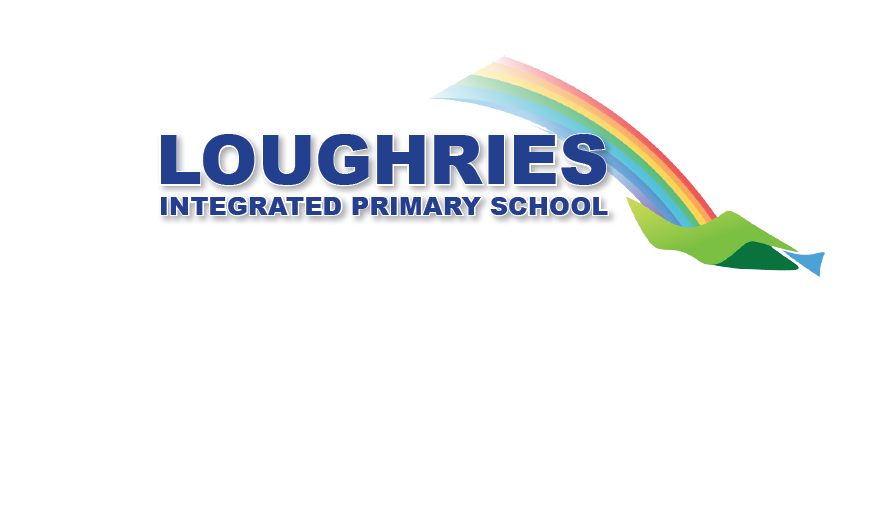 LOUGHRIES
INTEGRATED PRIMARY SCHOOL